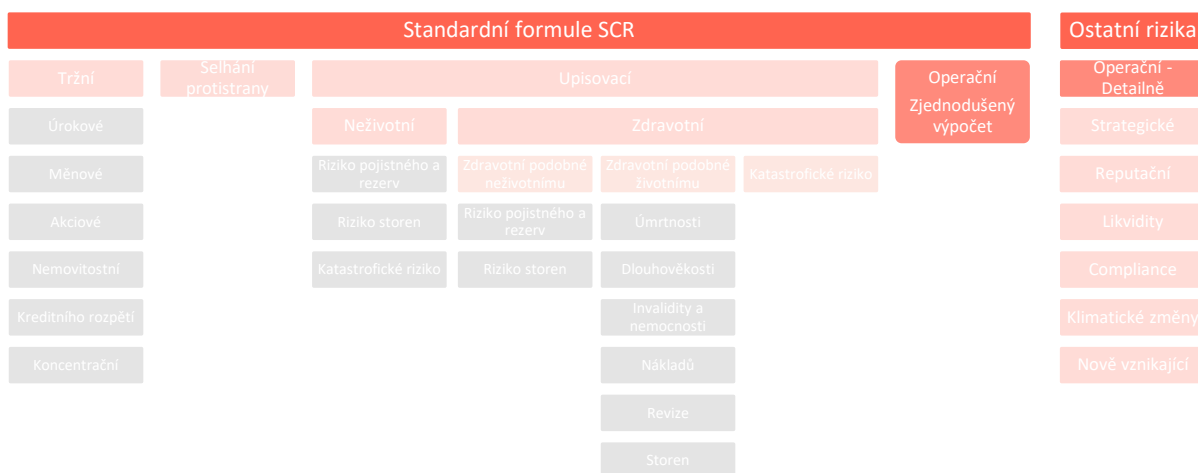 Standardní formule SCR
Ostatní rizika
Tržní
Selhání
protistrany
Upisovací
Operační
Zjednodušený
výpočet
Operační -
Detailně
Úrokové
Neživotní
Zdravotní
Strategické
Měnové
Riziko pojistného a
rezerv
Zdravotní podobné
neživotnímu
Zdravotní podobné
životnímu
Katastrofické riziko
Reputační
Akciové
Riziko storen
Riziko pojistného a
rezerv
Úmrtnosti
Likvidity
Nemovitostní
Katastrofické riziko
Riziko storen
Dlouhověkosti
Compliance
Kreditního rozpětí
Invalidity a
nemocnosti
Klimatické změny
Koncentrační
Nákladů
Nově vznikající
Revize
Storen